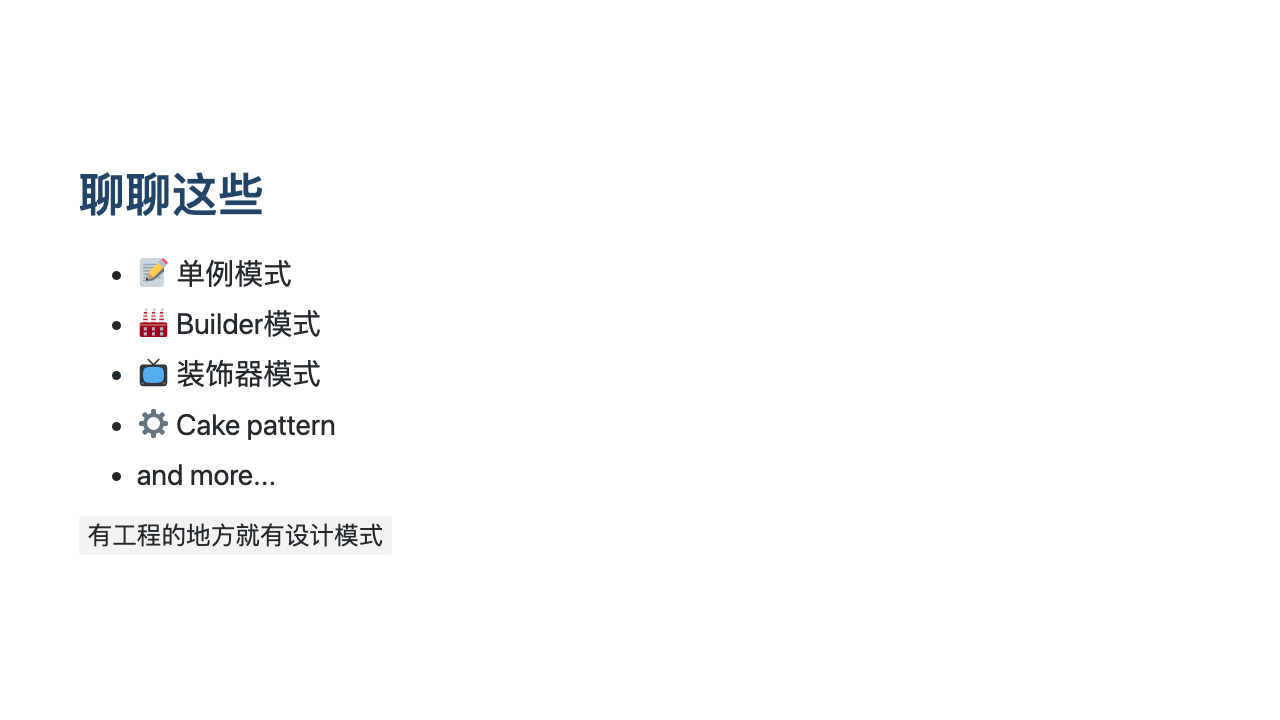 聊聊这些
• 📝 单例模式
• 🏭 Builder模式
• 📺 装饰器模式
• ⚙️ Cake pattern
• and more...
有工程的地方就有设计模式